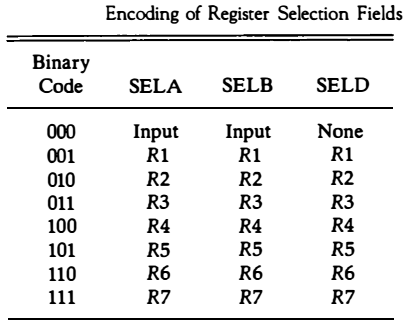 Encoding of Register Selection Fields
Binary
Code SELA SELB SELD
000 Input Input None
001 R1 R1 R1
010 R2 R2 R2
011 R3 R3 R3
100 R4 R4 R4
101 R5 R5 R5
110 R6 R6 R6
111 R7 R7 R7